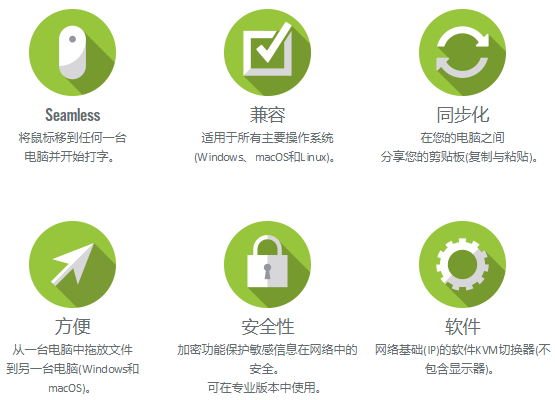 Seamless
将鼠标移到任何一台
电脑并开始打字。
兼容
适用于所有主要操作系统
(Windows、macOS和Linux)。
同步化
在您的电脑之间
分享您的剪贴板(复制与粘贴)。
方便
从一台电脑中拖放文件
到另一台电脑(Windows和
macOS)。
安全性
加密功能保护敏感信息在网络中的
安全。
可在专业版本中使用。
软件
网络基础(IP)的软件KVM切换器(不
包含显示器)。